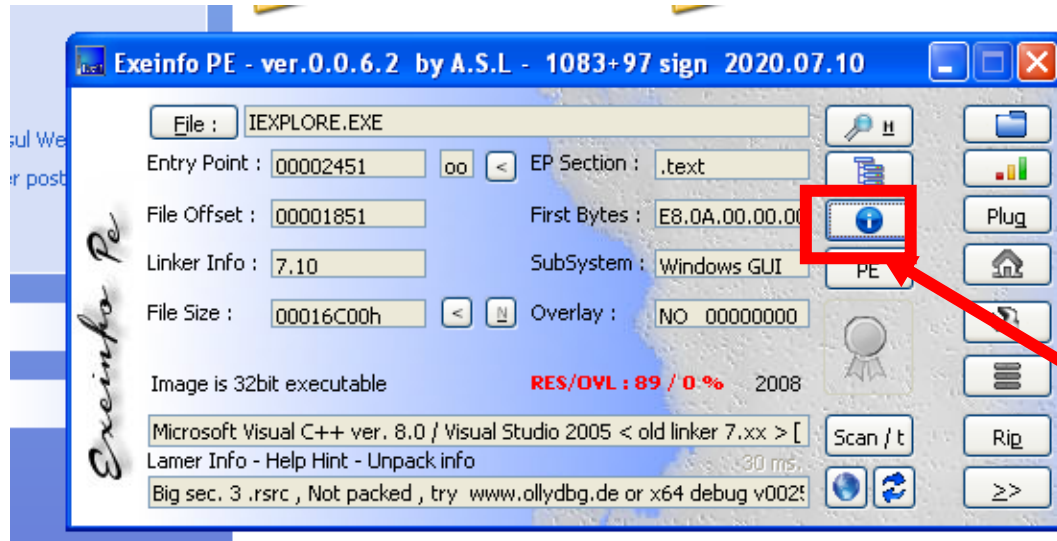 Exeinfo PE - ver.0.0.6.2 by A.S.L - 1083+97 sign 2020.07.10
File : IEXPLORE.EXE H
sul We
Entry Point : 00002451 oo < EP Section : .text
r post
File Offset : 00001851 First Bytes : E8.0A.00.00.00 Plug
Linker Info : 7.10 SubSystem : Windows GUI PE
File Size : 00016C00h < N Overlay : NO 00000000
Image is 32bit executable RES/OVL : 89 / 0 % 2008
Exeinfo Pe
Microsoft Visual C++ ver. 8.0 / Visual Studio 2005 < old linker 7.xx > [ Scan / t Rip
Lamer Info - Help Hint - Unpack info 30 ms.
Big sec. 3 .rsrc , Not packed , try www.ollydbg.de or x64 debug v0025 >>